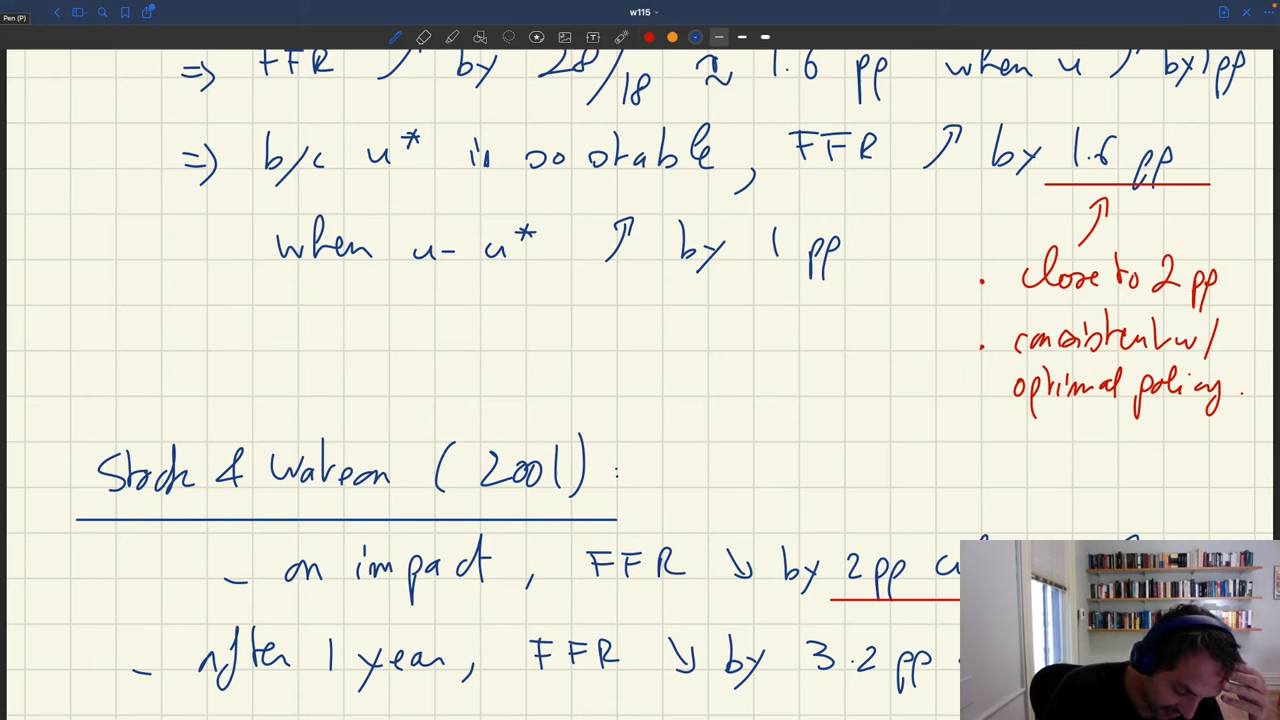 Pen (P)
w115
=> FFR ↗ by 28/18 ≈ 1.6 pp when u ↗ by 1pp
=> b/c u* is so stable, FFR ↗ by 1.6 pp
when u - u* ↗ by 1 pp
• close to 2 pp
• consistent w/
optimal policy.
Stock & Watson (2001):
- on impact, FFR ↘ by 2pp
- after 1 year, FFR ↘ by 3.2 pp